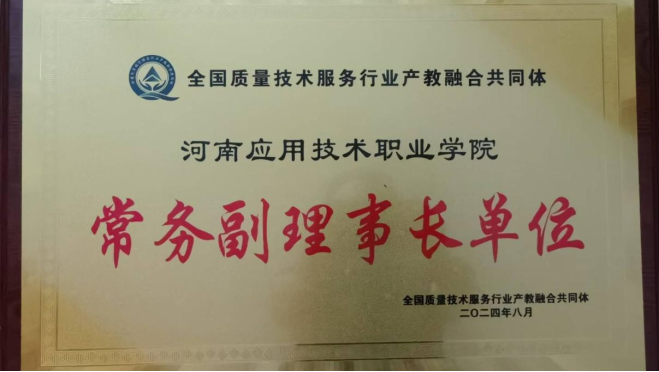 全国质量技术服务行业产教融合共同体
河南应用技术职业学院
常务副理事长单位
全国质量技术服务行业产教融合共同体
二〇二四年八月